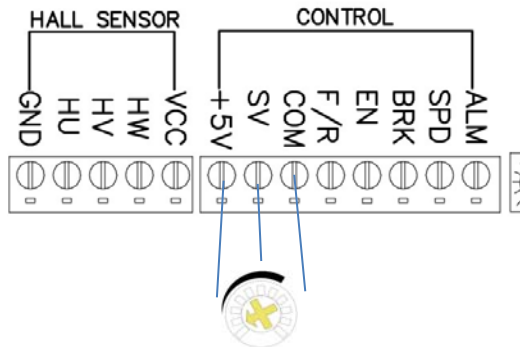 HALL SENSOR
CONTROL
GND HU HV HW VCC +5V SV COM F/R EN BRK SPD ALM